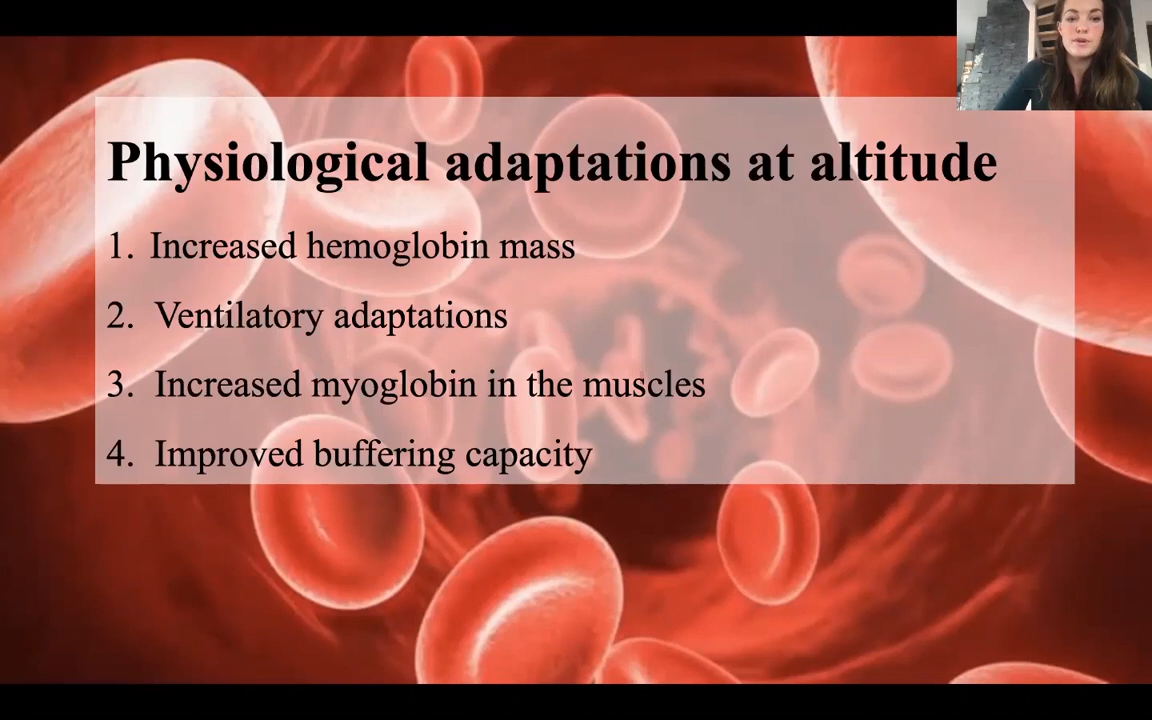 Physiological adaptations at altitude
1. Increased hemoglobin mass
2. Ventilatory adaptations
3. Increased myoglobin in the muscles
4. Improved buffering capacity